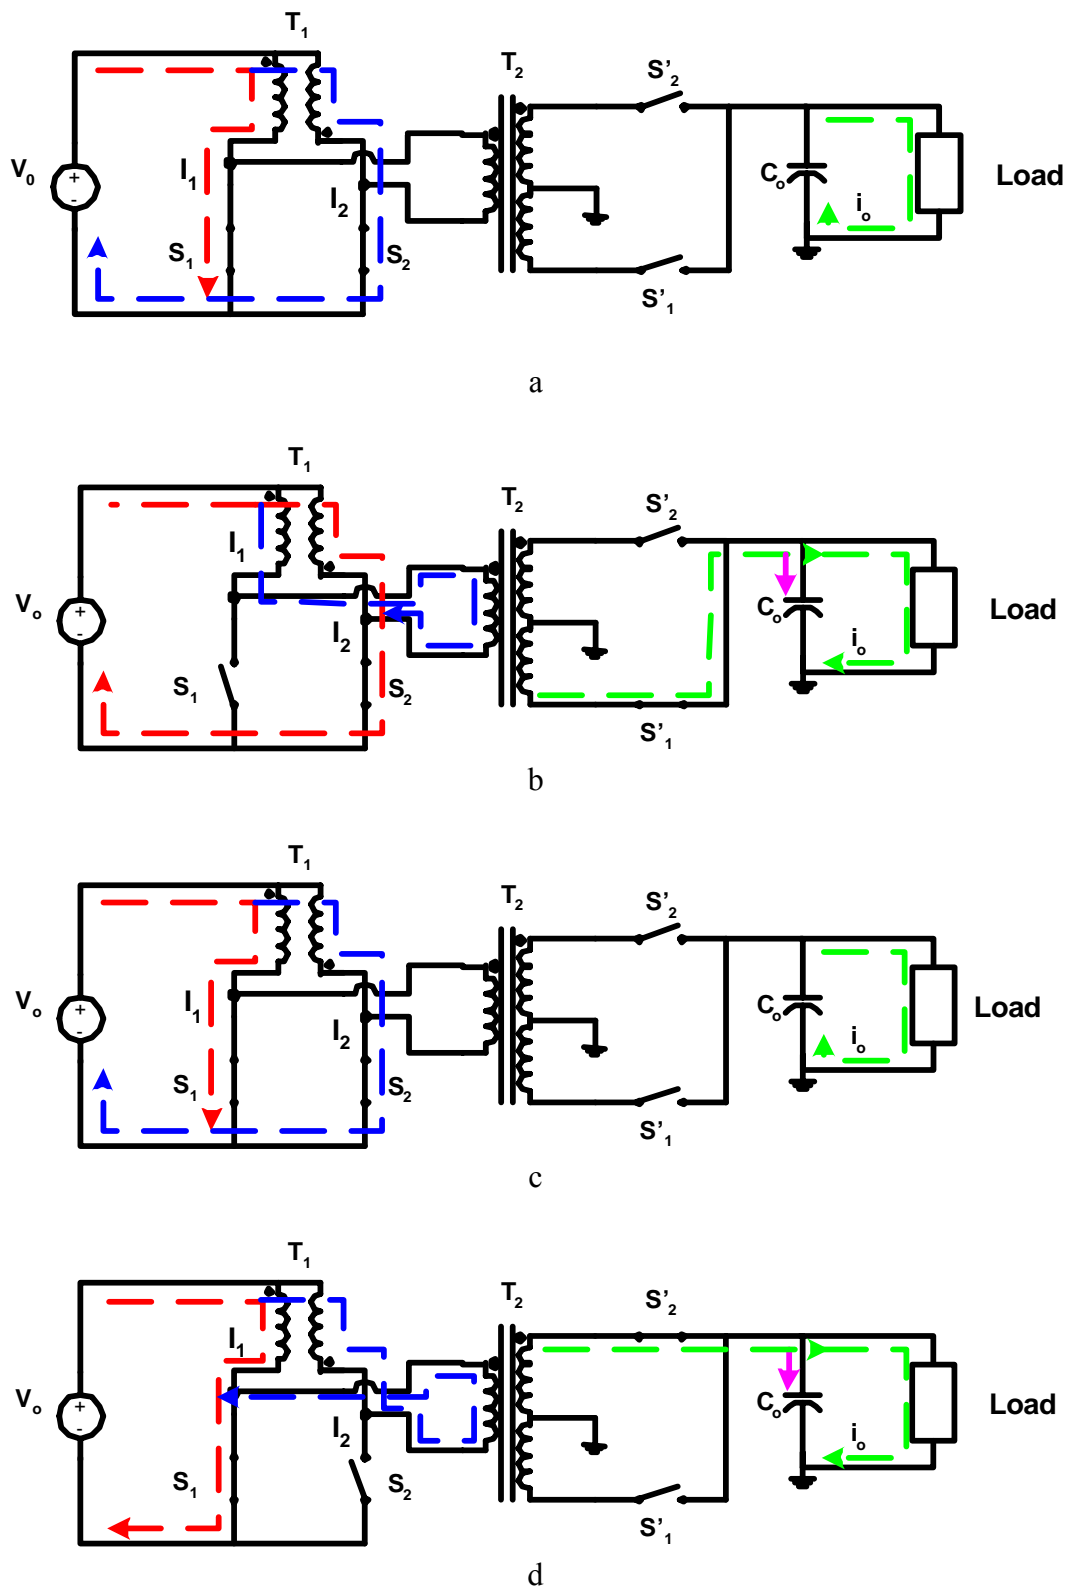 T1
T2
S'2
V0
+
-
I1
I2
S1
S2
Co
io
Load
S'1
a
T1
T2
S'2
I1
Vo
+
-
I2
S1
S2
Co
io
Load
S'1
b
T1
T2
S'2
Vo
+
-
I1
I2
S1
S2
Co
io
Load
S'1
c
T1
T2
S'2
I1
Vo
+
-
I2
S1
S2
Co
io
Load
S'1
d